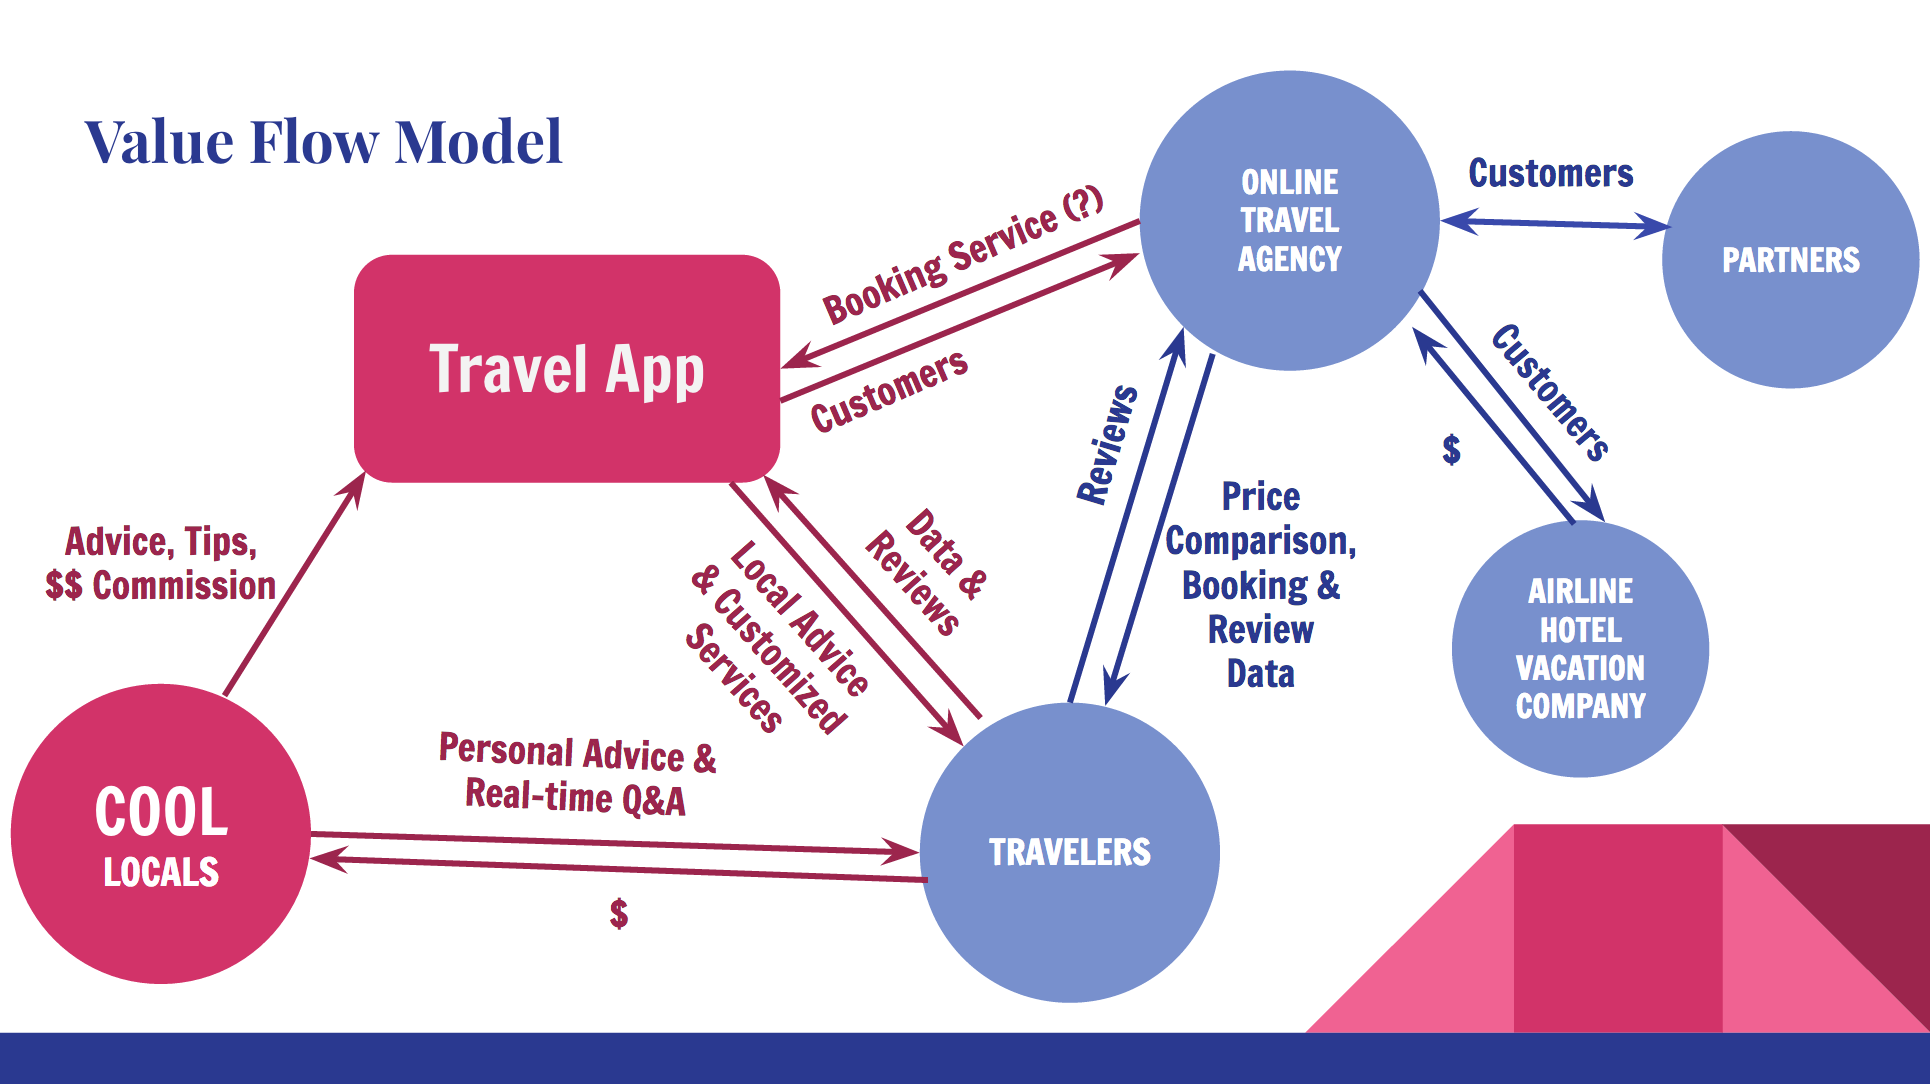 Value Flow Model
ONLINE
TRAVEL
AGENCY
Customers
PARTNERS
Booking Service (?)
Travel App
Customers
Customers
$
Reviews
Price
Comparison,
Booking &
Review
Data
Advice, Tips,
$$ Commission
Data &
Reviews
Local Advice
& Customized
Services
AIRLINE
HOTEL
VACATION
COMPANY
Personal Advice &
Real-time Q&A
COOL
LOCALS
TRAVELERS
$